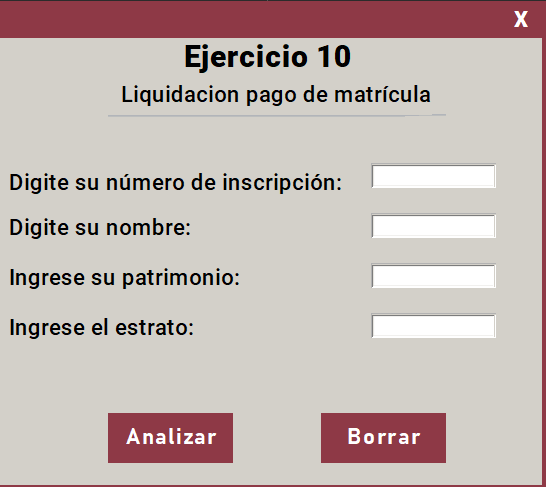 X
Ejercicio 10
Liquidacion pago de matrícula
Digite su número de inscripción:
Digite su nombre:
Ingrese su patrimonio:
Ingrese el estrato:
Analizar Borrar